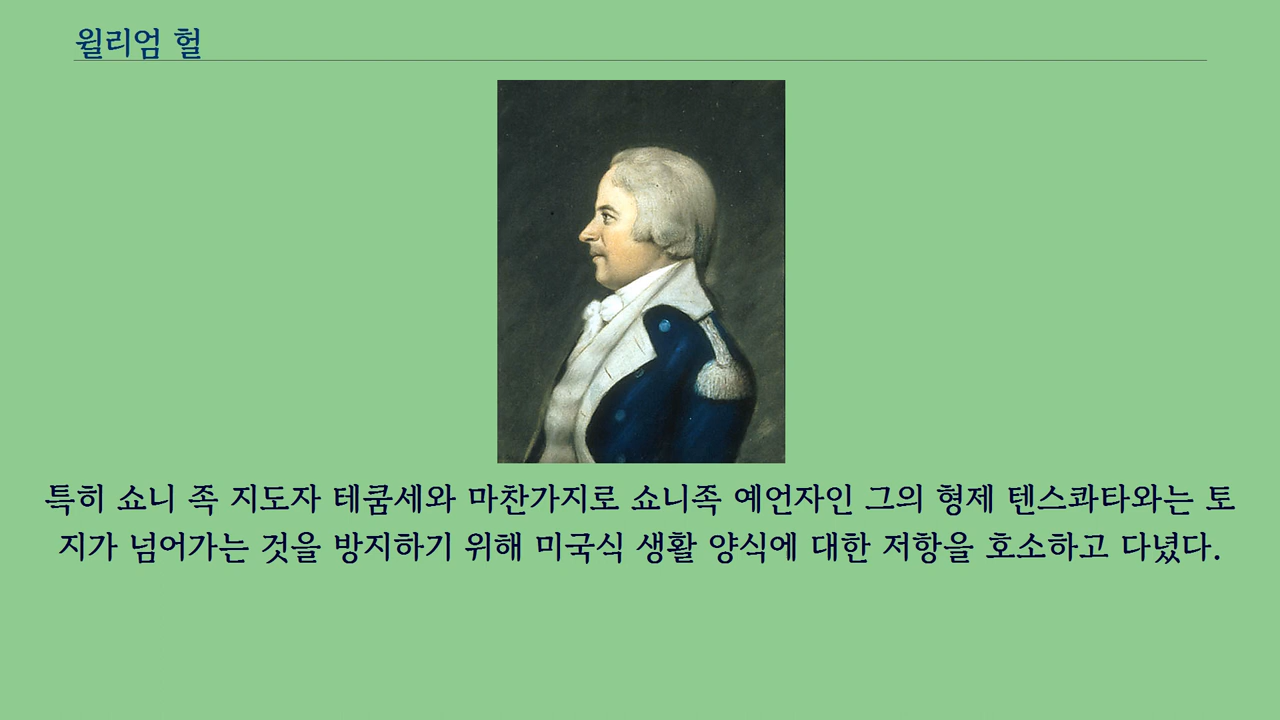 윌리엄 헐
특히 쇼니 족 지도자 테쿰세와 마찬가지로 쇼니족 예언자인 그의 형제 텐스콰타와는 토
지가 넘어가는 것을 방지하기 위해 미국식 생활 양식에 대한 저항을 호소하고 다녔다.